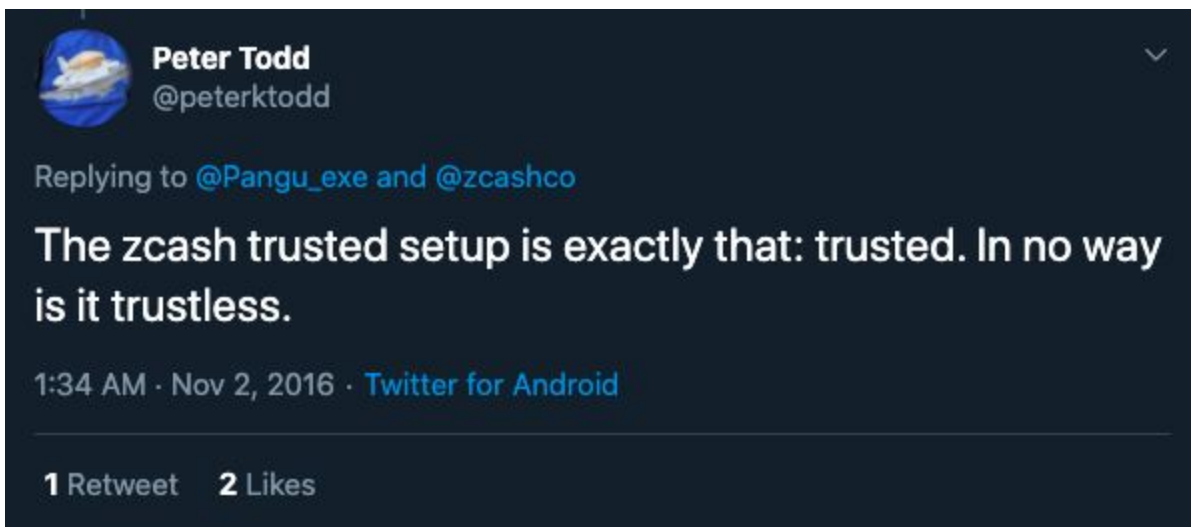 Peter Todd
@peterktodd
Replying to @Pangu_exe and @zcashco
The zcash trusted setup is exactly that: trusted. In no way
is it trustless.
1:34 AM · Nov 2, 2016 · Twitter for Android
1 Retweet 2 Likes